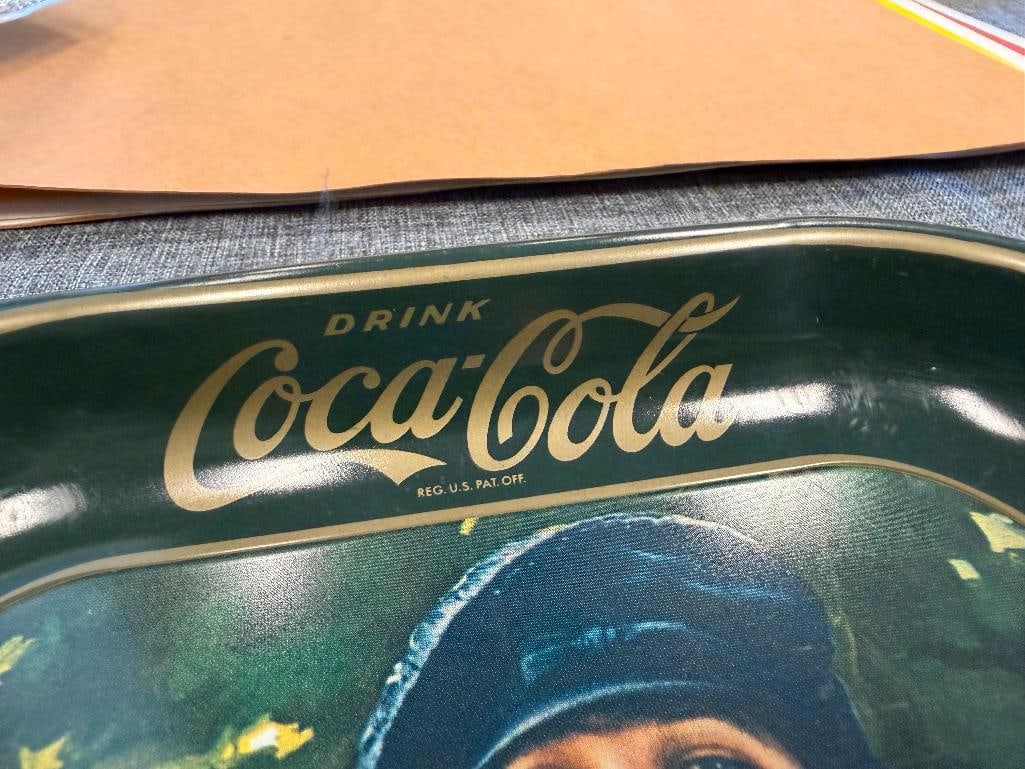 DRINK
Coca-Cola
REG. U.S. PAT. OFF.